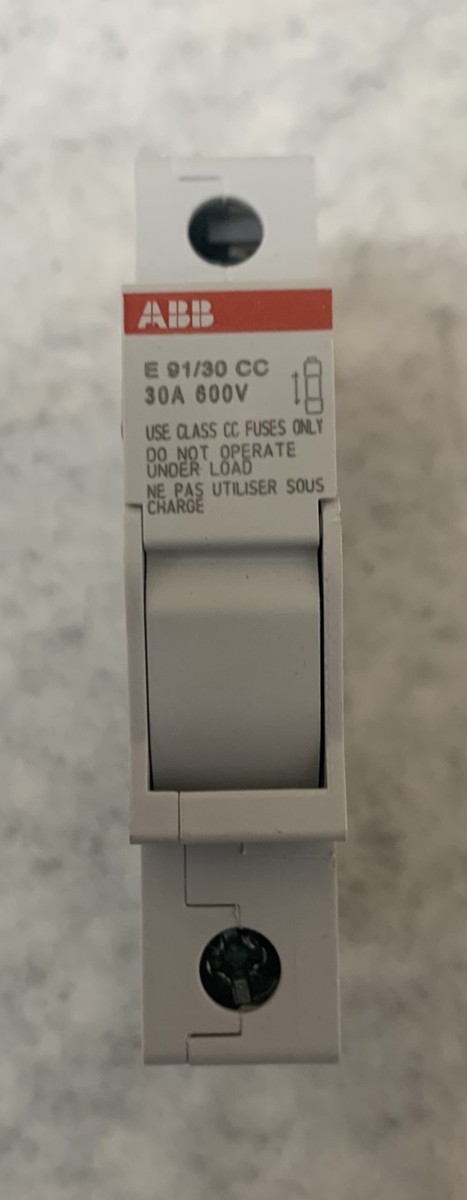 ABB
E 91/30 CC
30A 600V
USE CLASS CC FUSES ONLY
DO NOT OPERATE
UNDER LOAD
NE PAS UTILISER SOUS
CHARGE